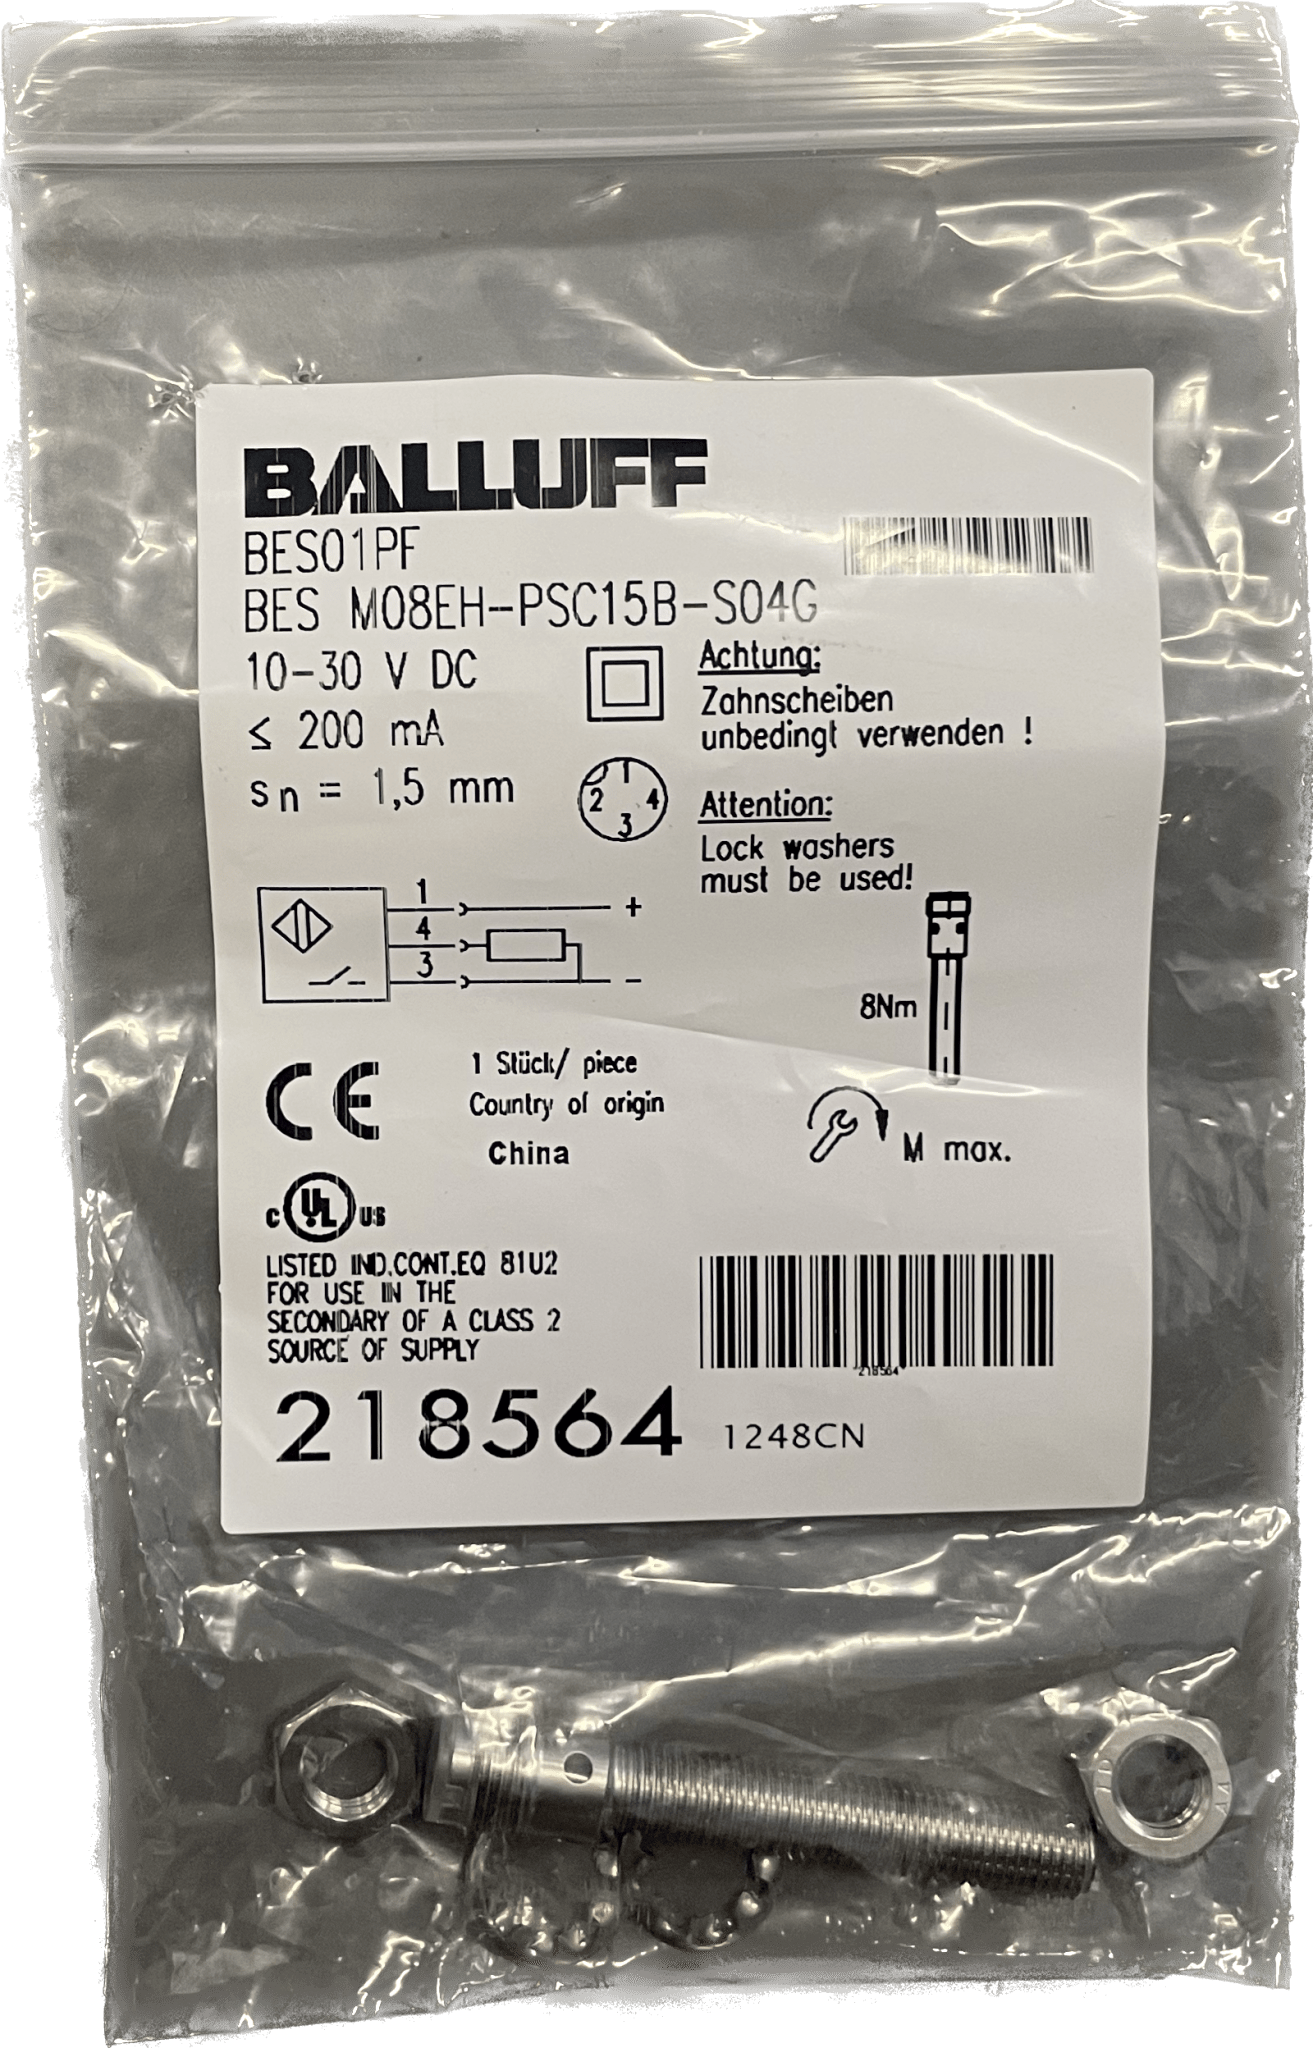 BALLUFF
BES01PF
BES M08EH-PSC15B-S04G
10-30 V DC
≤ 200 mA
sn = 1,5 mm
Achtung:
Zahnscheiben
unbedingt verwenden !
1
2 4
3
Attention:
Lock washers
must be used!
1 +
4
3 -
8Nm
M max.
CE
1 Stück/ piece
Country of origin
China
C UL US
LISTED IND.CONT.EQ 81U2
FOR USE IN THE
SECONDARY OF A CLASS 2
SOURCE OF SUPPLY
218564
218564 1248CN